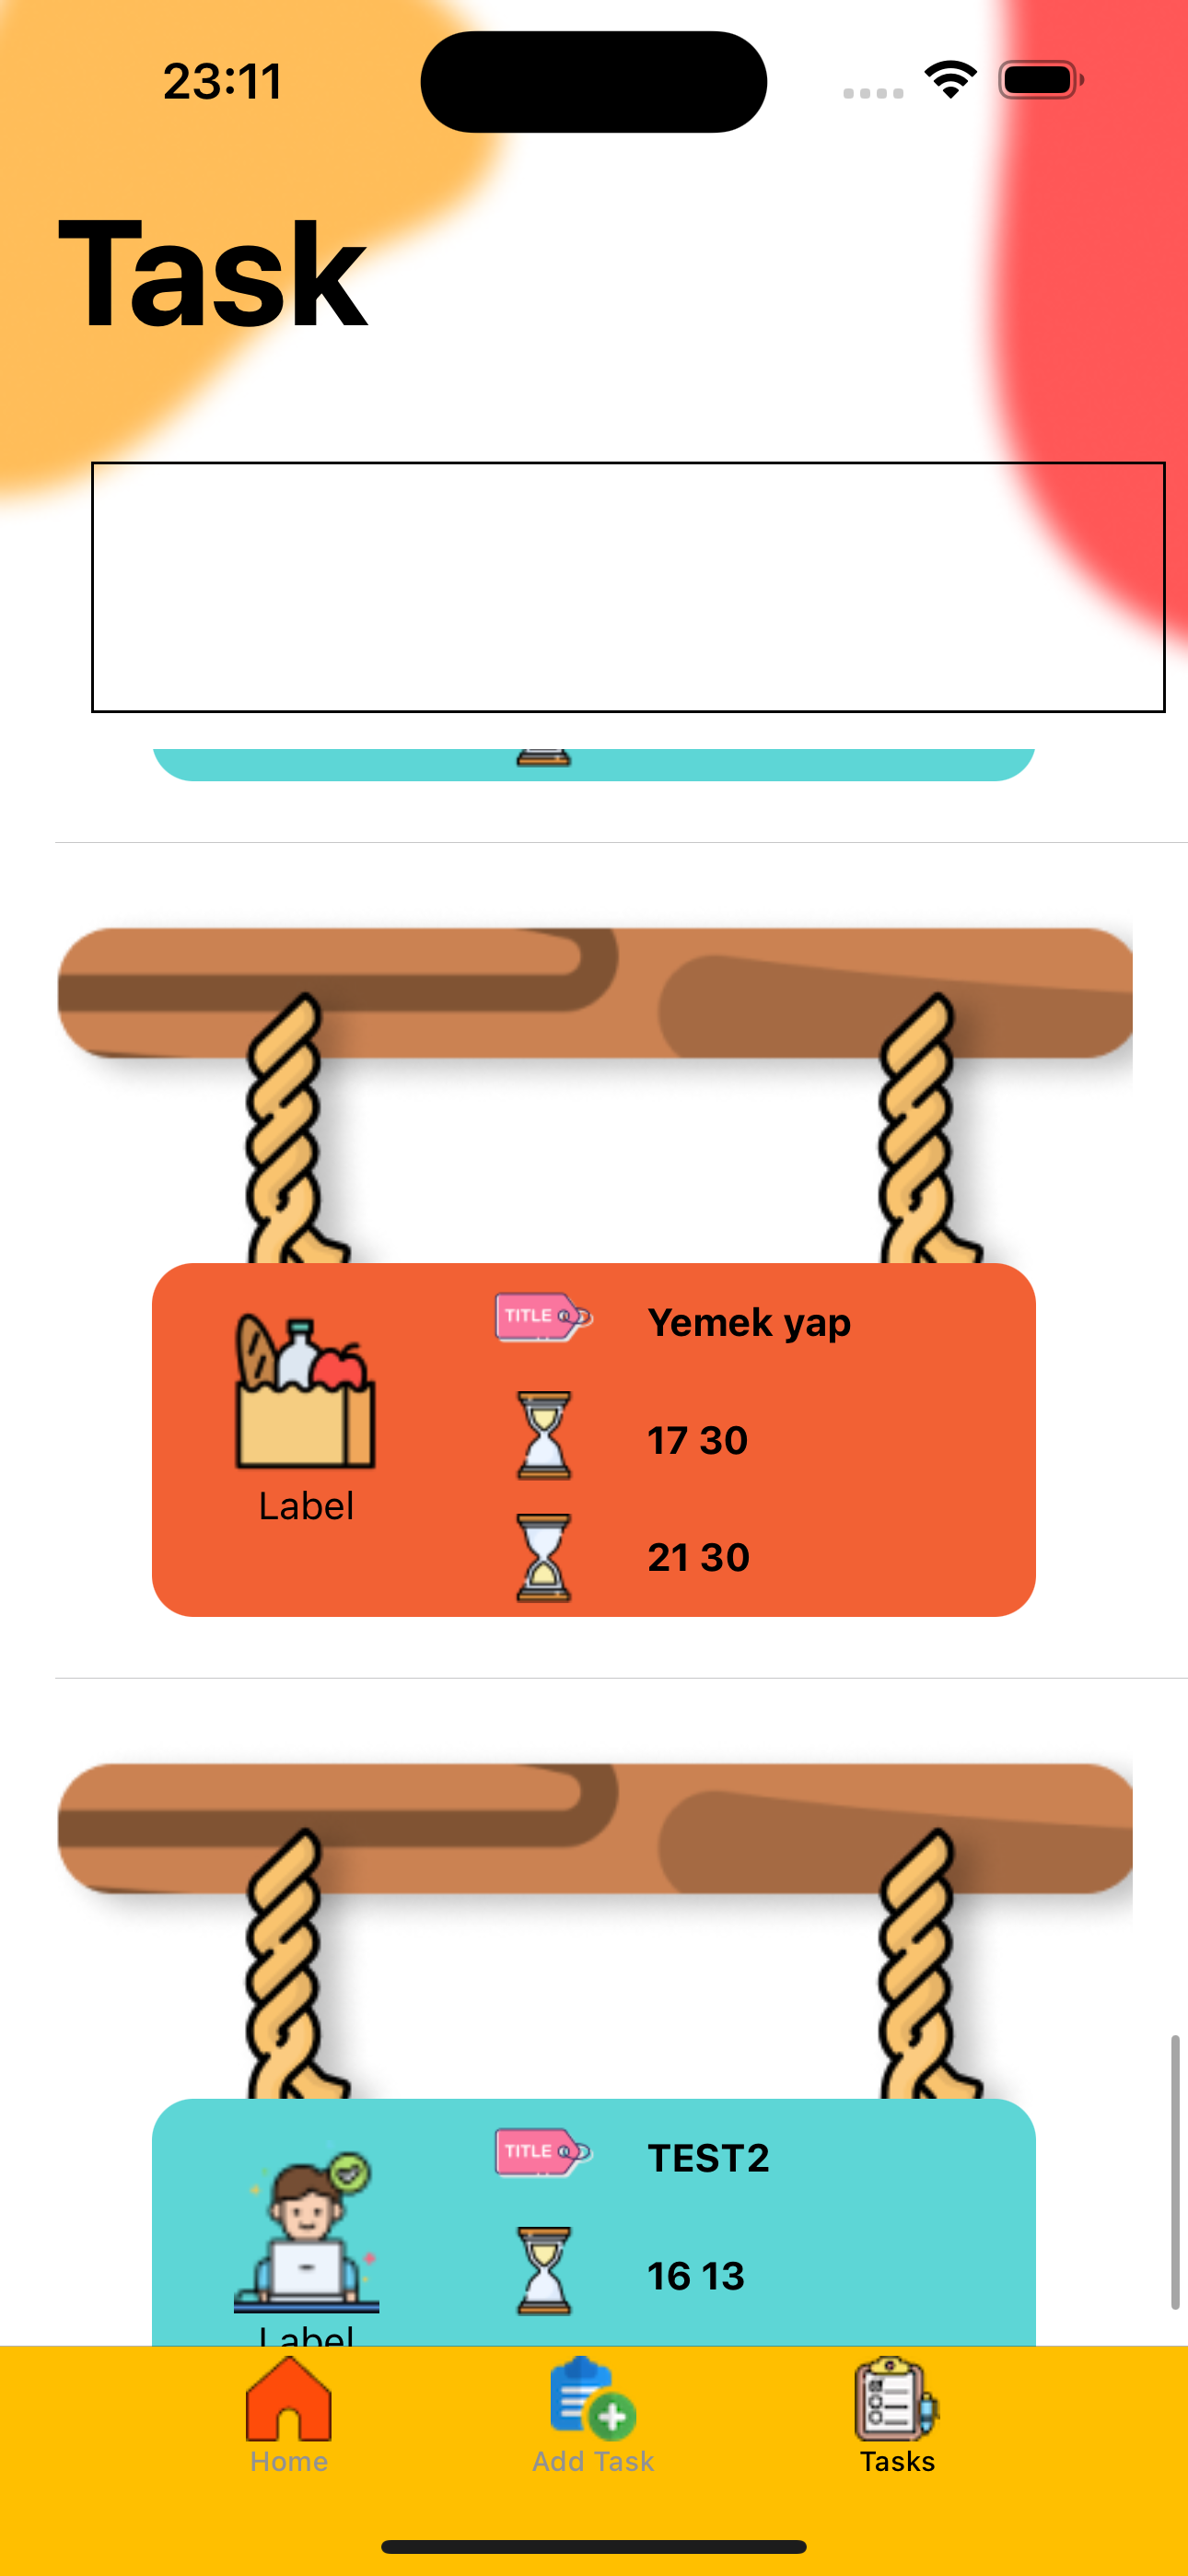 23:11
Task
TITLE
Yemek yap
17 30
Label
21 30
TITLE
TEST2
16 13
Label
Home
Add Task
Tasks